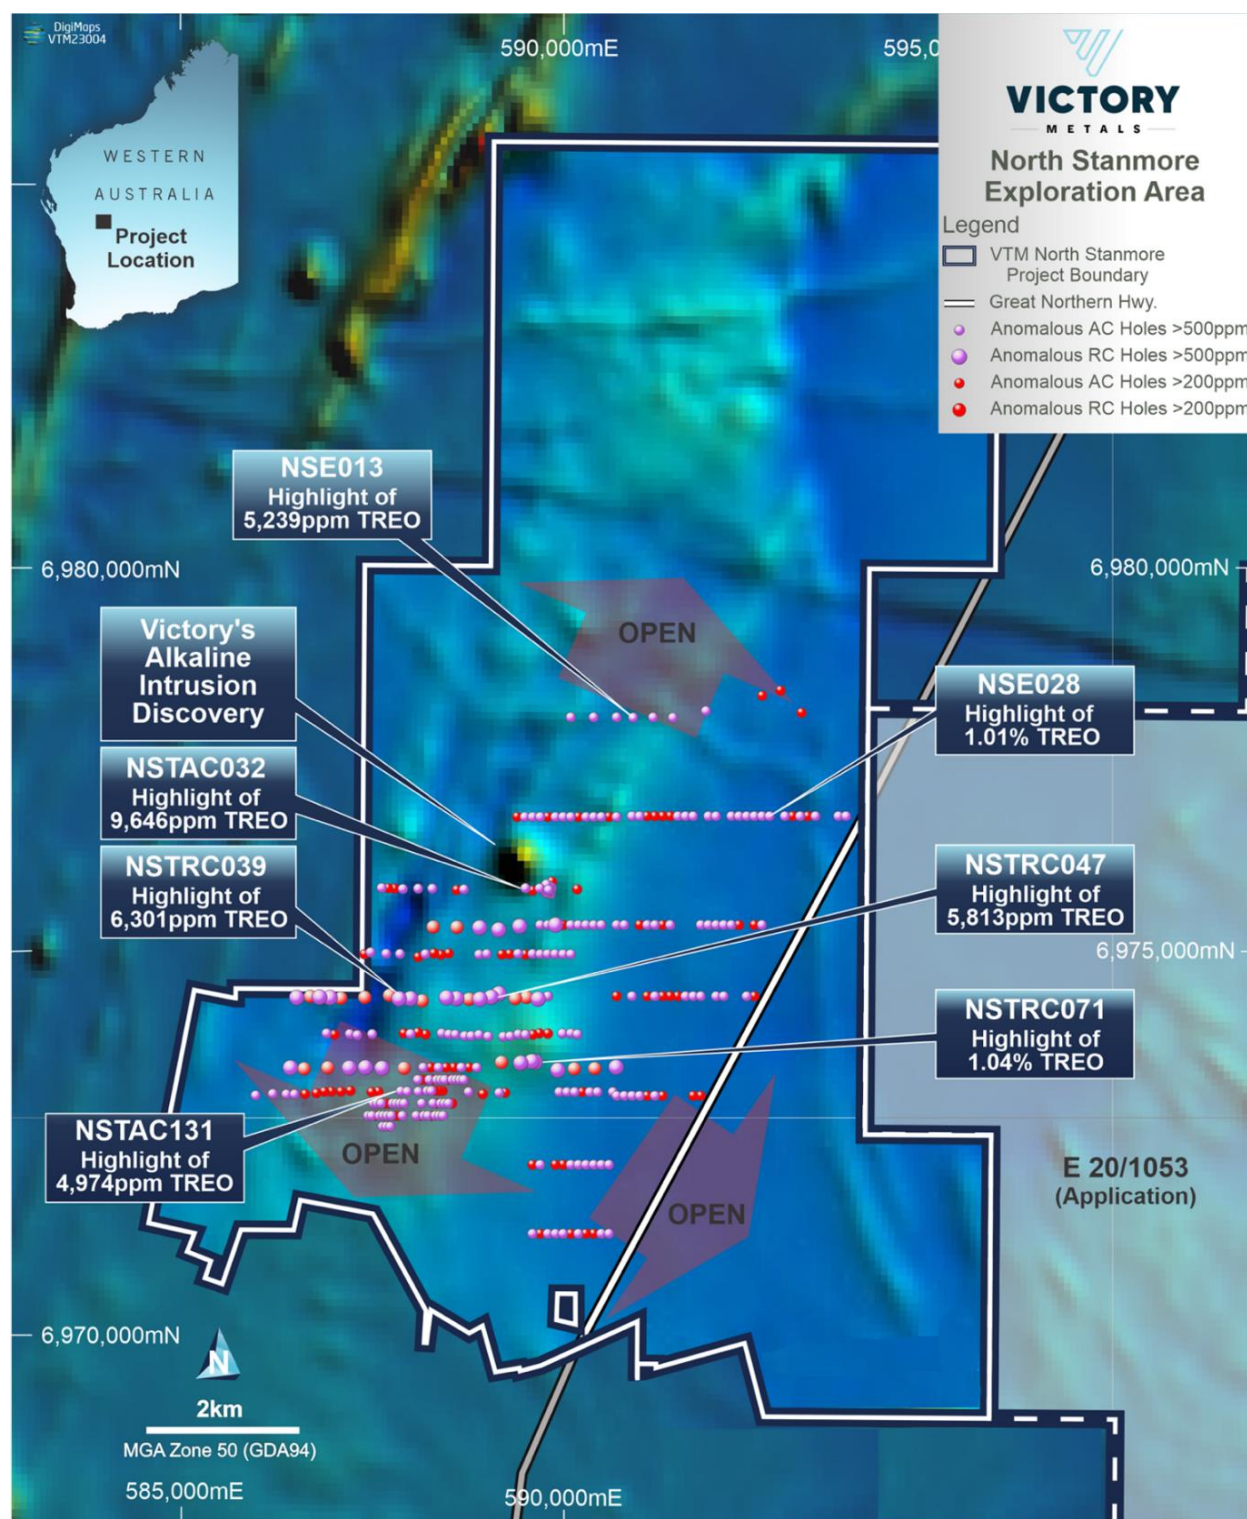 DigiMaps
VTM23004
590,000mE
595,0
VICTORY
METALS
North Stanmore
Exploration Area
Legend
VTM North Stanmore
Project Boundary
Great Northern Hwy.
Anomalous AC Holes >500ppm
Anomalous RC Holes >500ppm
Anomalous AC Holes >200ppm
Anomalous RC Holes >200ppm
WESTERN
AUSTRALIA
Project
Location
NSE013
Highlight of
5,239ppm TREO
6,980,000mN
6,980,000mN
OPEN
Victory's
Alkaline
Intrusion
Discovery
NSE028
Highlight of
1.01% TREO
NSTAC032
Highlight of
9,646ppm TREO
NSTRC039
Highlight of
6,301ppm TREO
NSTRC047
Highlight of
5,813ppm TREO
6,975,000mN
NSTRC071
Highlight of
1.04% TREO
NSTAC131
Highlight of
4,974ppm TREO
OPEN
OPEN
E 20/1053
(Application)
6,970,000mN
N
2km
MGA Zone 50 (GDA94)
585,000mE
590,000mE